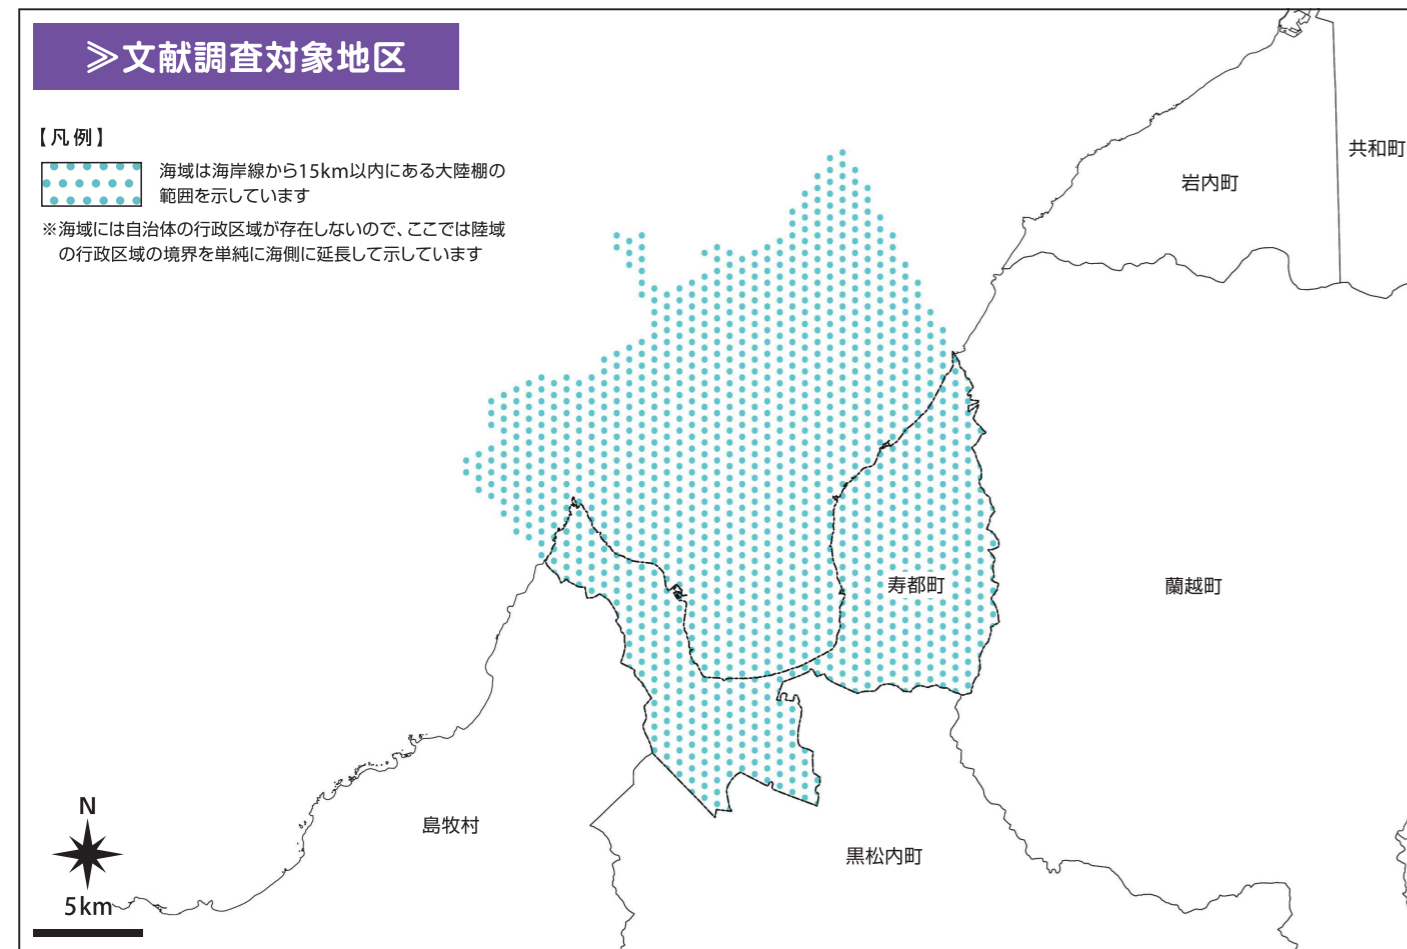 ≫文献調査対象地区
【凡例】
海域は海岸線から15km以内にある大陸棚の
範囲を示しています
※海域には自治体の行政区域が存在しないので、ここでは陸域
の行政区域の境界を単純に海側に延長して示しています
共和町
岩内町
寿都町
蘭越町
島牧村
黒松内町
N
5km